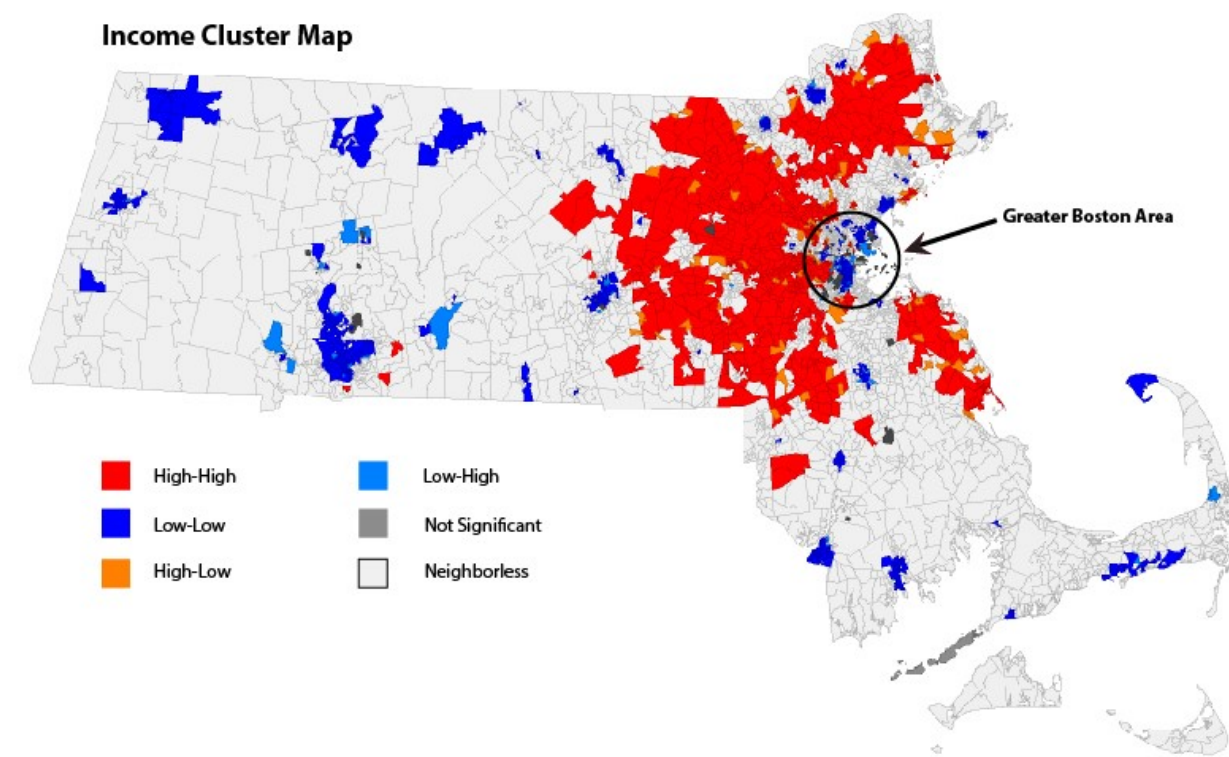 Income Cluster Map
Greater Boston Area
High-High
Low-Low
High-Low
Low-High
Not Significant
Neighborless